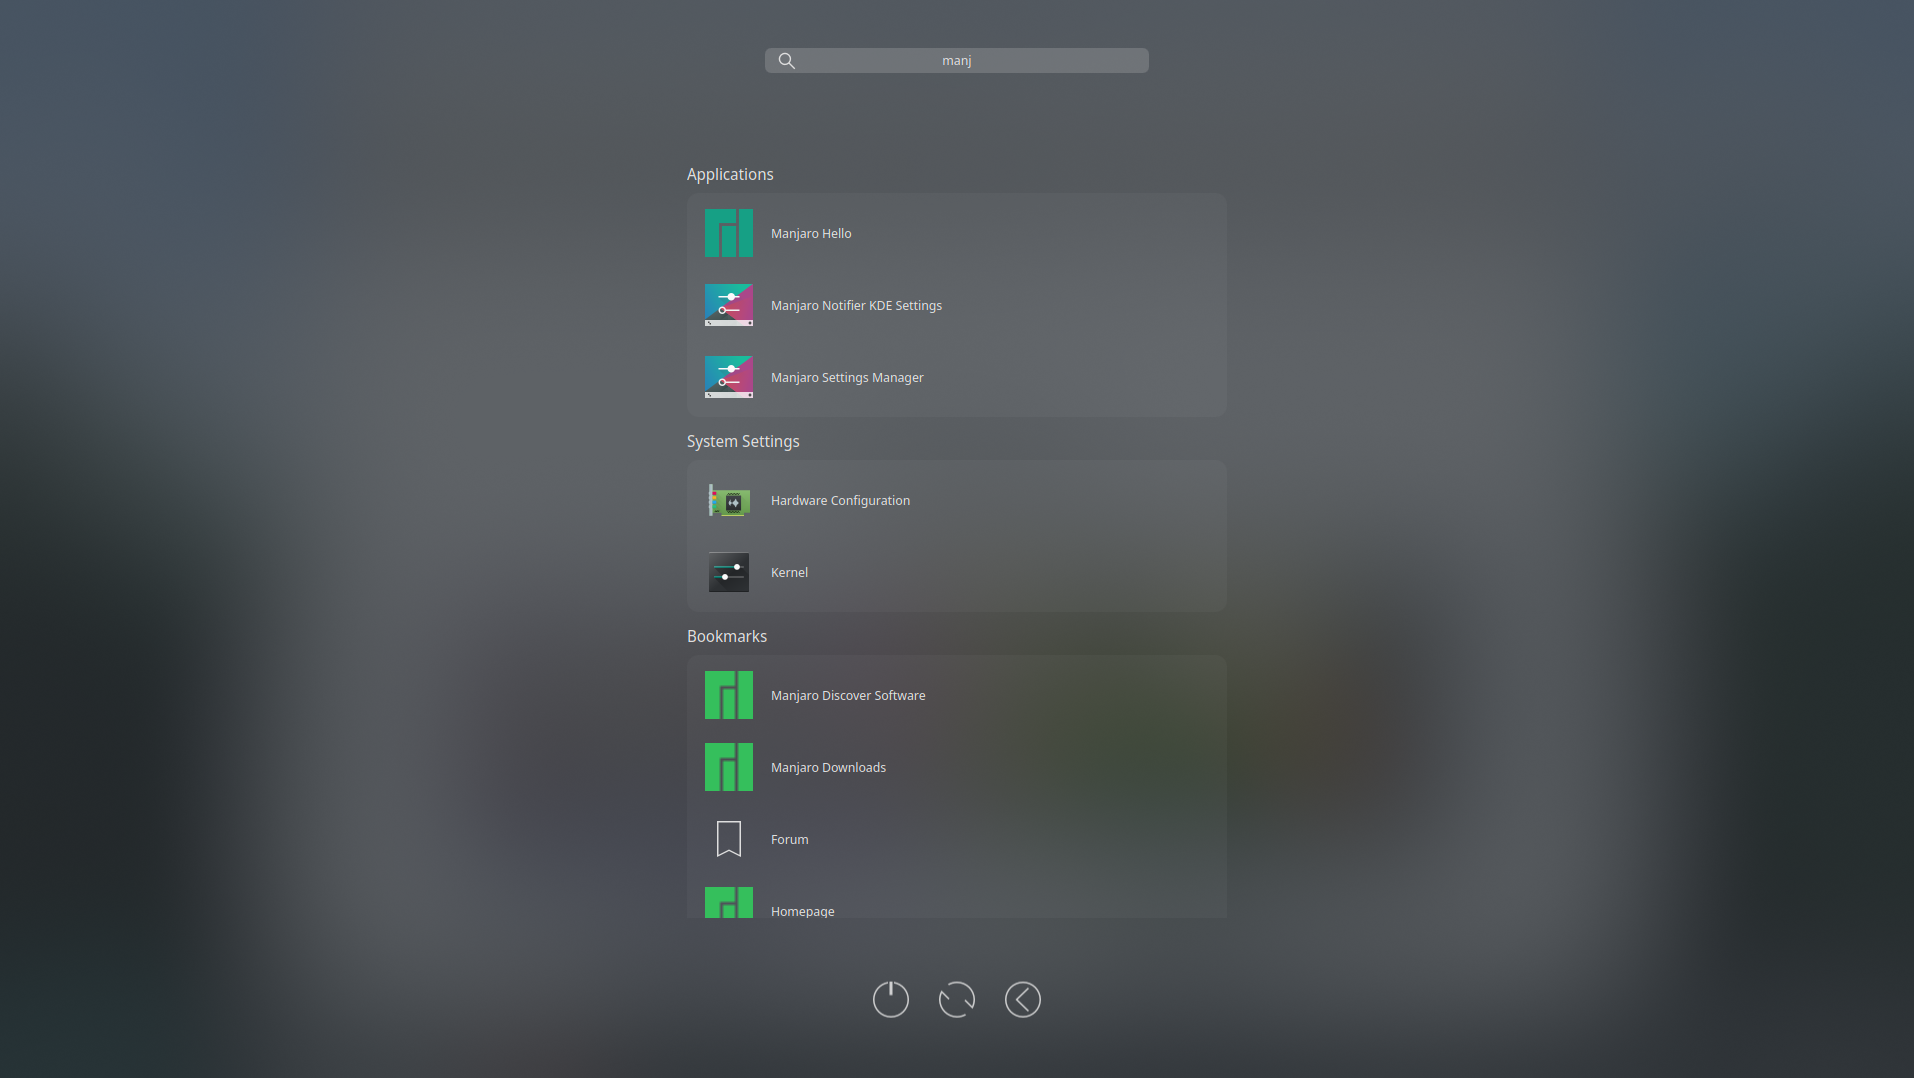 manj
Applications
Manjaro Hello
Manjaro Notifier KDE Settings
Manjaro Settings Manager
System Settings
Hardware Configuration
Kernel
Bookmarks
Manjaro Discover Software
Manjaro Downloads
Forum
Homepage